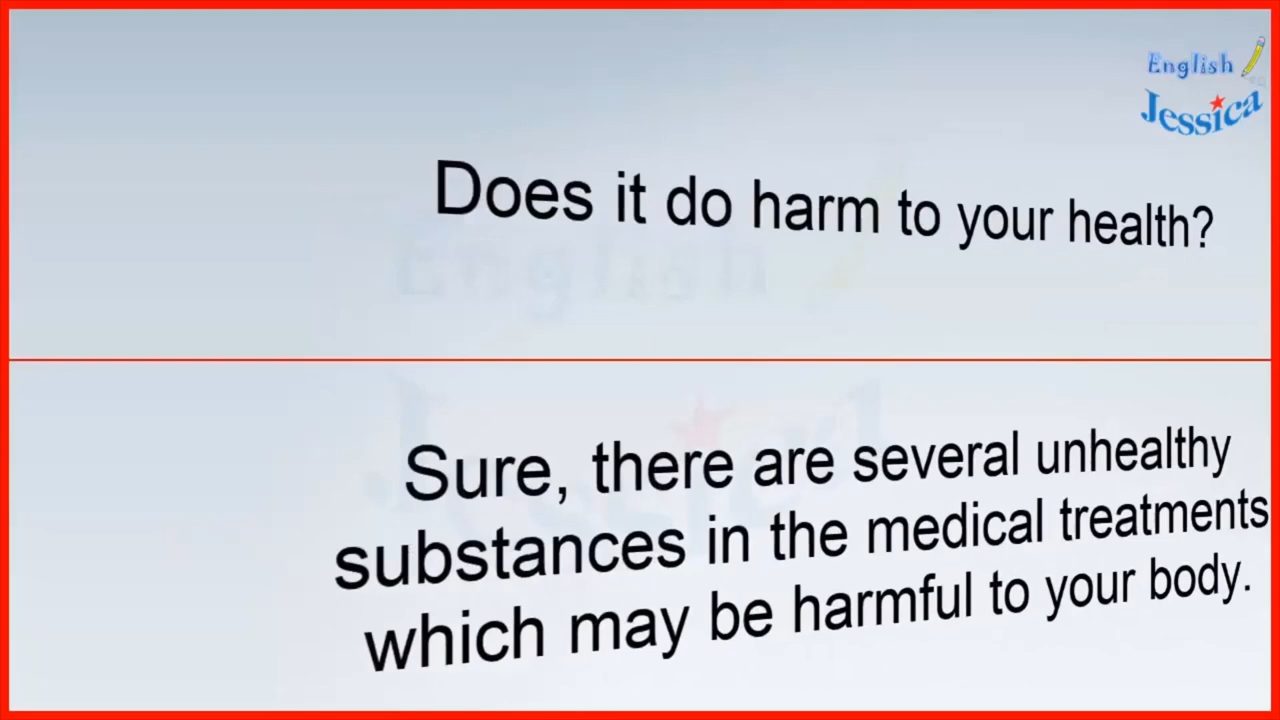 English
Jessica
Does it do harm to your health?
Sure, there are several unhealthy
substances in the medical treatments
which may be harmful to your body.